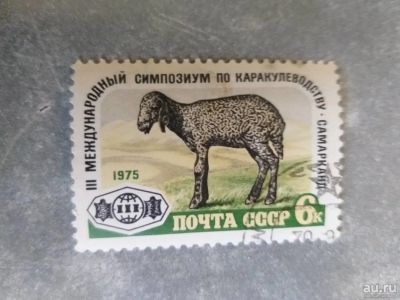 III МЕЖДУНАРОДНЫЙ СИМПОЗИУМ ПО КАРАКУЛЕВОДСТВУ · САМАРКАНД
1975
III
ПОЧТА СССР 6к
au.ru